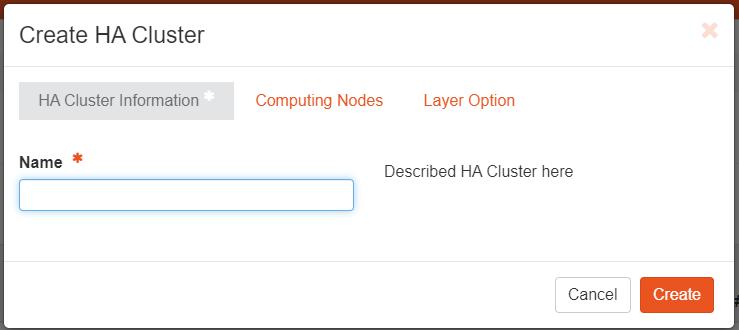 Create HA Cluster
HA Cluster Information * Computing Nodes Layer Option
Name *
Described HA Cluster here
Cancel Create